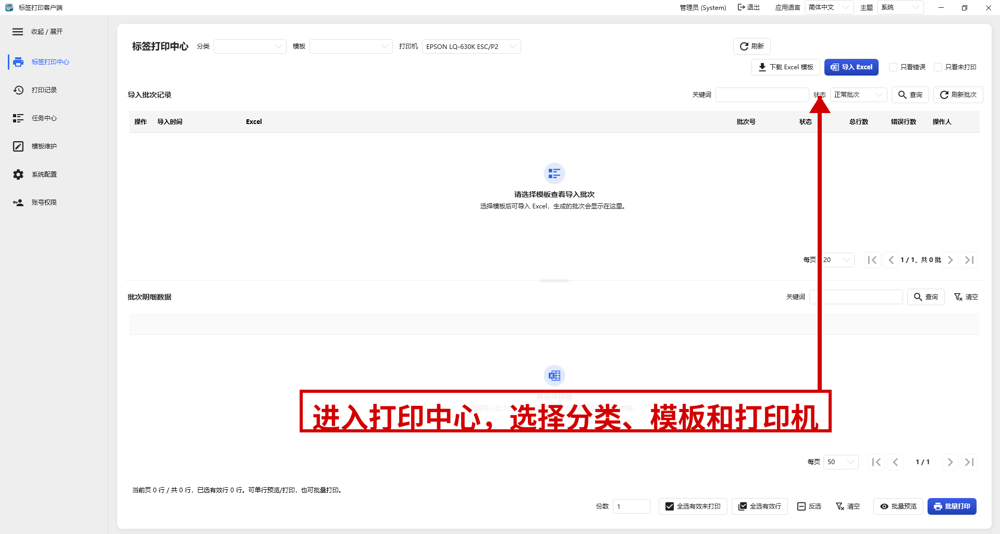 标签打印客户端
管理员 (System) 退出 应用语言 简体中文 主题 系统
收起 / 展开
标签打印中心
打印记录
任务中心
模板维护
系统配置
账号权限
标签打印中心 分类 模板 打印机 EPSON LQ-630K ESC/P2 刷新
下载 Excel 模板 导入 Excel 只看错误 只看未打印
导入批次记录 关键词 状态 正常批次 查询 刷新批次
操作 导入时间 Excel 批次号 状态 总行数 错误行数 操作人
请选择模板查看导入批次
选择模板后可导入 Excel，生成的批次会显示在这里。
每页 20 1 / 1，共 0 批
批次明细数据 关键词 查询 清空
请选择模板
进入打印中心，选择分类、模板和打印机
每页 50 1 / 1
当前页 0 行 / 共 0 行，已选有效行 0 行。可单行预览/打印，也可批量打印。
份数 1 全选有效未打印 全选有效行 反选 清空 批量预览 批量打印